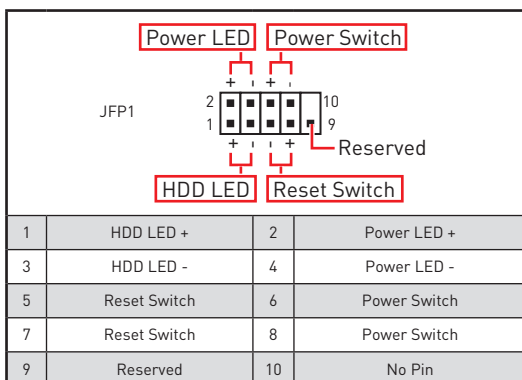 Power LED Power Switch
+ - + -
JFP1
2 10
1 9
+ - - +
Reserved
HDD LED Reset Switch
1 HDD LED + 2 Power LED +
3 HDD LED - 4 Power LED -
5 Reset Switch 6 Power Switch
7 Reset Switch 8 Power Switch
9 Reserved 10 No Pin